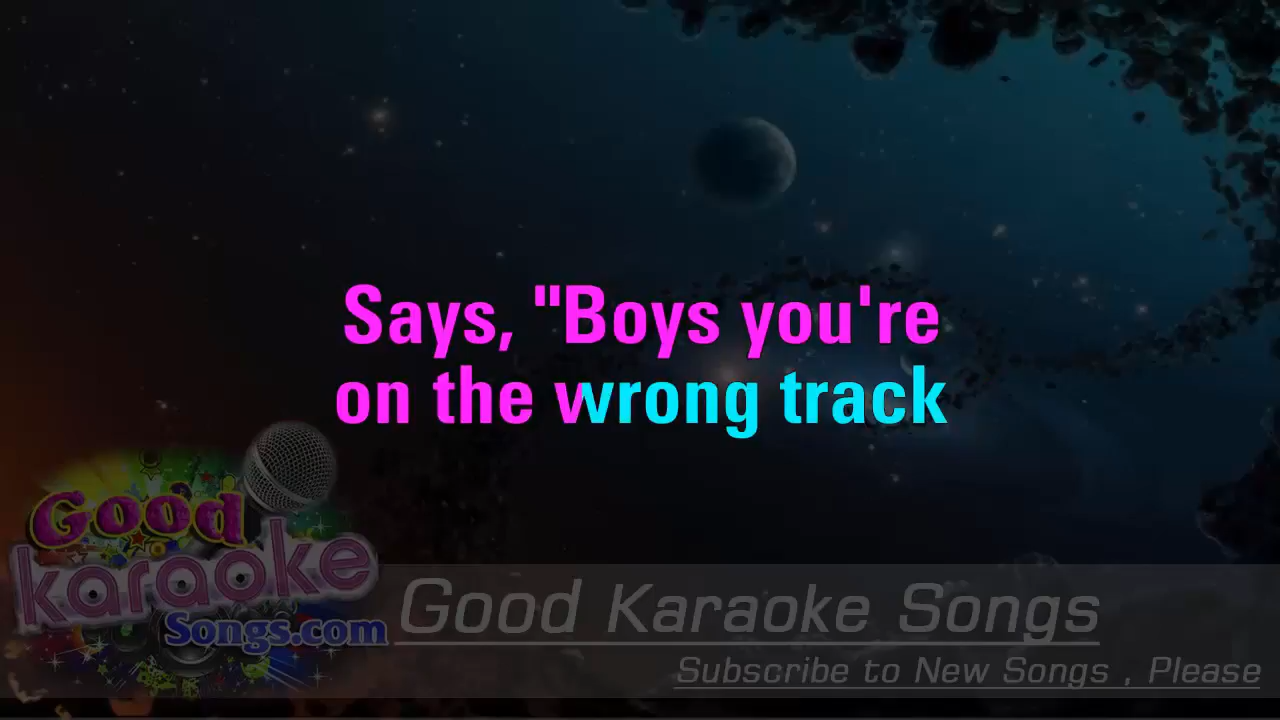 Says, "Boys you're
on the wrong track
Good
karaoke
Songs.com
Good Karaoke Songs
Subscribe to New Songs , Please